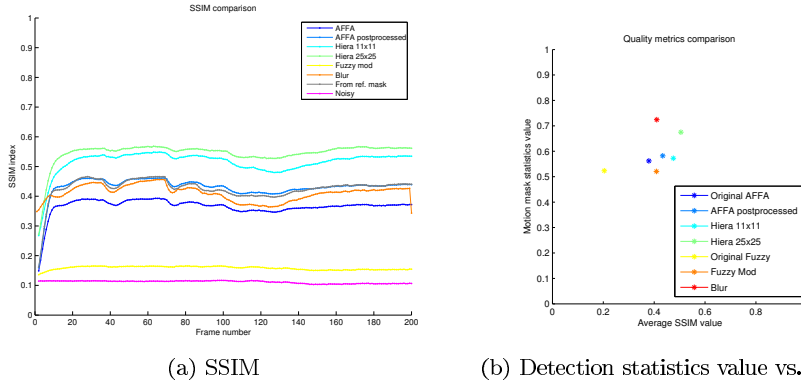 SSIM comparison
SSIM index
1
0.9
0.8
0.7
0.6
0.5
0.4
0.3
0.2
0.1
0
0 20 40 60 80 100 120 140 160 180 200
Frame number
AFFA
AFFA postprocessed
Hiera 11x11
Hiera 25x25
Fuzzy mod
Blur
From ref. mask
Noisy
(a) SSIM
Quality metrics comparison
Motion mask statistics value
1
0.9
0.8
0.7
0.6
0.5
0.4
0.3
0.2
0.1
0
0 0.2 0.4 0.6 0.8
Average SSIM value
Original AFFA
AFFA postprocessed
Hiera 11x11
Hiera 25x25
Original Fuzzy
Fuzzy Mod
Blur
(b) Detection statistics value vs.